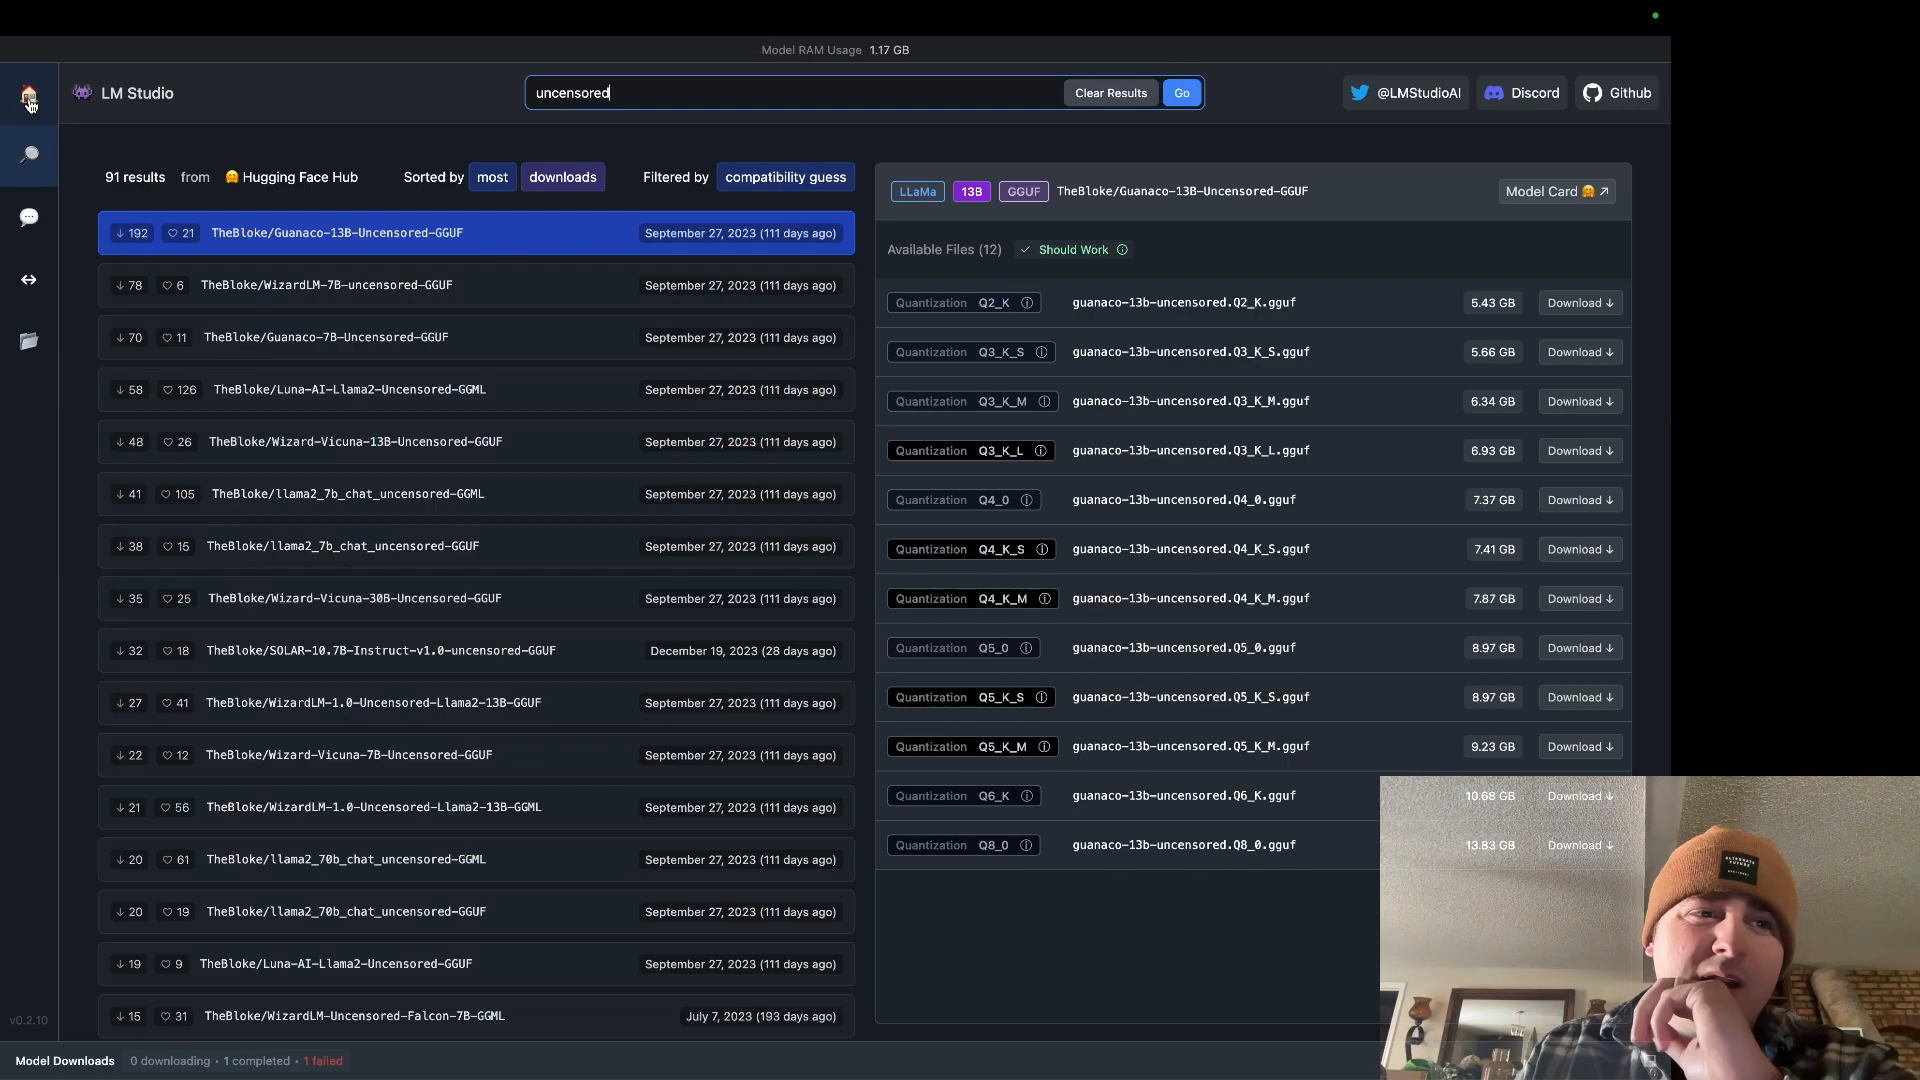 Model RAM Usage 1.17 GB
LM Studio
uncensored
Clear Results
Go
@LMStudioAI
Discord
Github
91 results from 🤗 Hugging Face Hub
Sorted by most downloads
Filtered by compatibility guess
↓ 192 ♡ 21 TheBloke/Guanaco-13B-Uncensored-GGUF September 27, 2023 (111 days ago)
↓ 78 ♡ 6 TheBloke/WizardLM-7B-uncensored-GGUF September 27, 2023 (111 days ago)
↓ 70 ♡ 11 TheBloke/Guanaco-7B-Uncensored-GGUF September 27, 2023 (111 days ago)
↓ 58 ♡ 126 TheBloke/Luna-AI-Llama2-Uncensored-GGML September 27, 2023 (111 days ago)
↓ 48 ♡ 26 TheBloke/Wizard-Vicuna-13B-Uncensored-GGUF September 27, 2023 (111 days ago)
↓ 41 ♡ 105 TheBloke/llama2_7b_chat_uncensored-GGML September 27, 2023 (111 days ago)
↓ 38 ♡ 15 TheBloke/llama2_7b_chat_uncensored-GGUF September 27, 2023 (111 days ago)
↓ 35 ♡ 25 TheBloke/Wizard-Vicuna-30B-Uncensored-GGUF September 27, 2023 (111 days ago)
↓ 32 ♡ 18 TheBloke/SOLAR-10.7B-Instruct-v1.0-uncensored-GGUF December 19, 2023 (28 days ago)
↓ 27 ♡ 41 TheBloke/WizardLM-1.0-Uncensored-Llama2-13B-GGUF September 27, 2023 (111 days ago)
↓ 22 ♡ 12 TheBloke/Wizard-Vicuna-7B-Uncensored-GGUF September 27, 2023 (111 days ago)
↓ 21 ♡ 56 TheBloke/WizardLM-1.0-Uncensored-Llama2-13B-GGML September 27, 2023 (111 days ago)
↓ 20 ♡ 61 TheBloke/llama2_70b_chat_uncensored-GGML September 27, 2023 (111 days ago)
↓ 20 ♡ 19 TheBloke/llama2_70b_chat_uncensored-GGUF September 27, 2023 (111 days ago)
↓ 19 ♡ 9 TheBloke/Luna-AI-Llama2-Uncensored-GGUF September 27, 2023 (111 days ago)
↓ 15 ♡ 31 TheBloke/WizardLM-Uncensored-Falcon-7B-GGML July 7, 2023 (193 days ago)
LLaMa 13B GGUF TheBloke/Guanaco-13B-Uncensored-GGUF Model Card 🤗 ↗
Available Files (12) ✓ Should Work ⓘ
Quantization Q2_K ⓘ guanaco-13b-uncensored.Q2_K.gguf 5.43 GB Download ↓
Quantization Q3_K_S ⓘ guanaco-13b-uncensored.Q3_K_S.gguf 5.66 GB Download ↓
Quantization Q3_K_M ⓘ guanaco-13b-uncensored.Q3_K_M.gguf 6.34 GB Download ↓
Quantization Q3_K_L ⓘ guanaco-13b-uncensored.Q3_K_L.gguf 6.93 GB Download ↓
Quantization Q4_0 ⓘ guanaco-13b-uncensored.Q4_0.gguf 7.37 GB Download ↓
Quantization Q4_K_S ⓘ guanaco-13b-uncensored.Q4_K_S.gguf 7.41 GB Download ↓
Quantization Q4_K_M ⓘ guanaco-13b-uncensored.Q4_K_M.gguf 7.87 GB Download ↓
Quantization Q5_0 ⓘ guanaco-13b-uncensored.Q5_0.gguf 8.97 GB Download ↓
Quantization Q5_K_S ⓘ guanaco-13b-uncensored.Q5_K_S.gguf 8.97 GB Download ↓
Quantization Q5_K_M ⓘ guanaco-13b-uncensored.Q5_K_M.gguf 9.23 GB Download ↓
Quantization Q6_K ⓘ guanaco-13b-uncensored.Q6_K.gguf 10.68 GB Download ↓
Quantization Q8_0 ⓘ guanaco-13b-uncensored.Q8_0.gguf 13.83 GB Download ↓
ALTERNATE
FUTURE
v0.2.10
Model Downloads 0 downloading • 1 completed • 1 failed